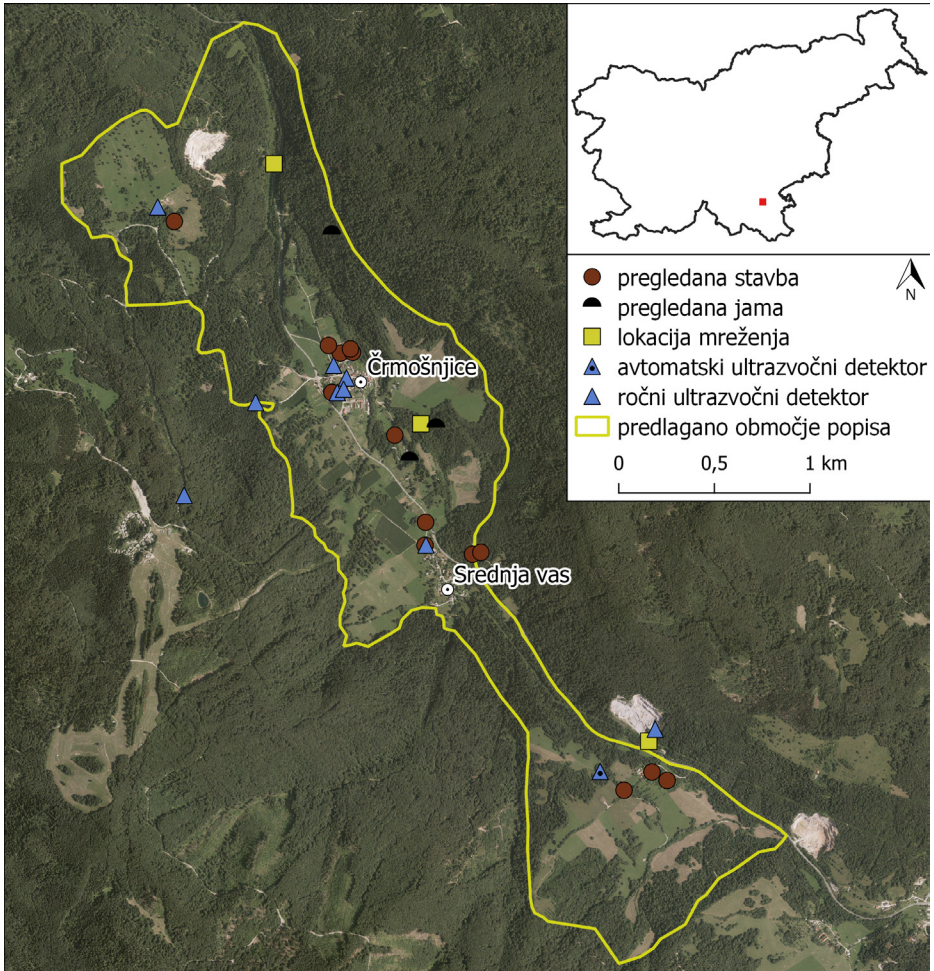 N
pregledana stavba
pregledana jama
lokacija mreženja
avtomatski ultrazvočni detektor
ročni ultrazvočni detektor
predlagano območje popisa
0 0,5 1 km
Črmošnjice
Srednja vas